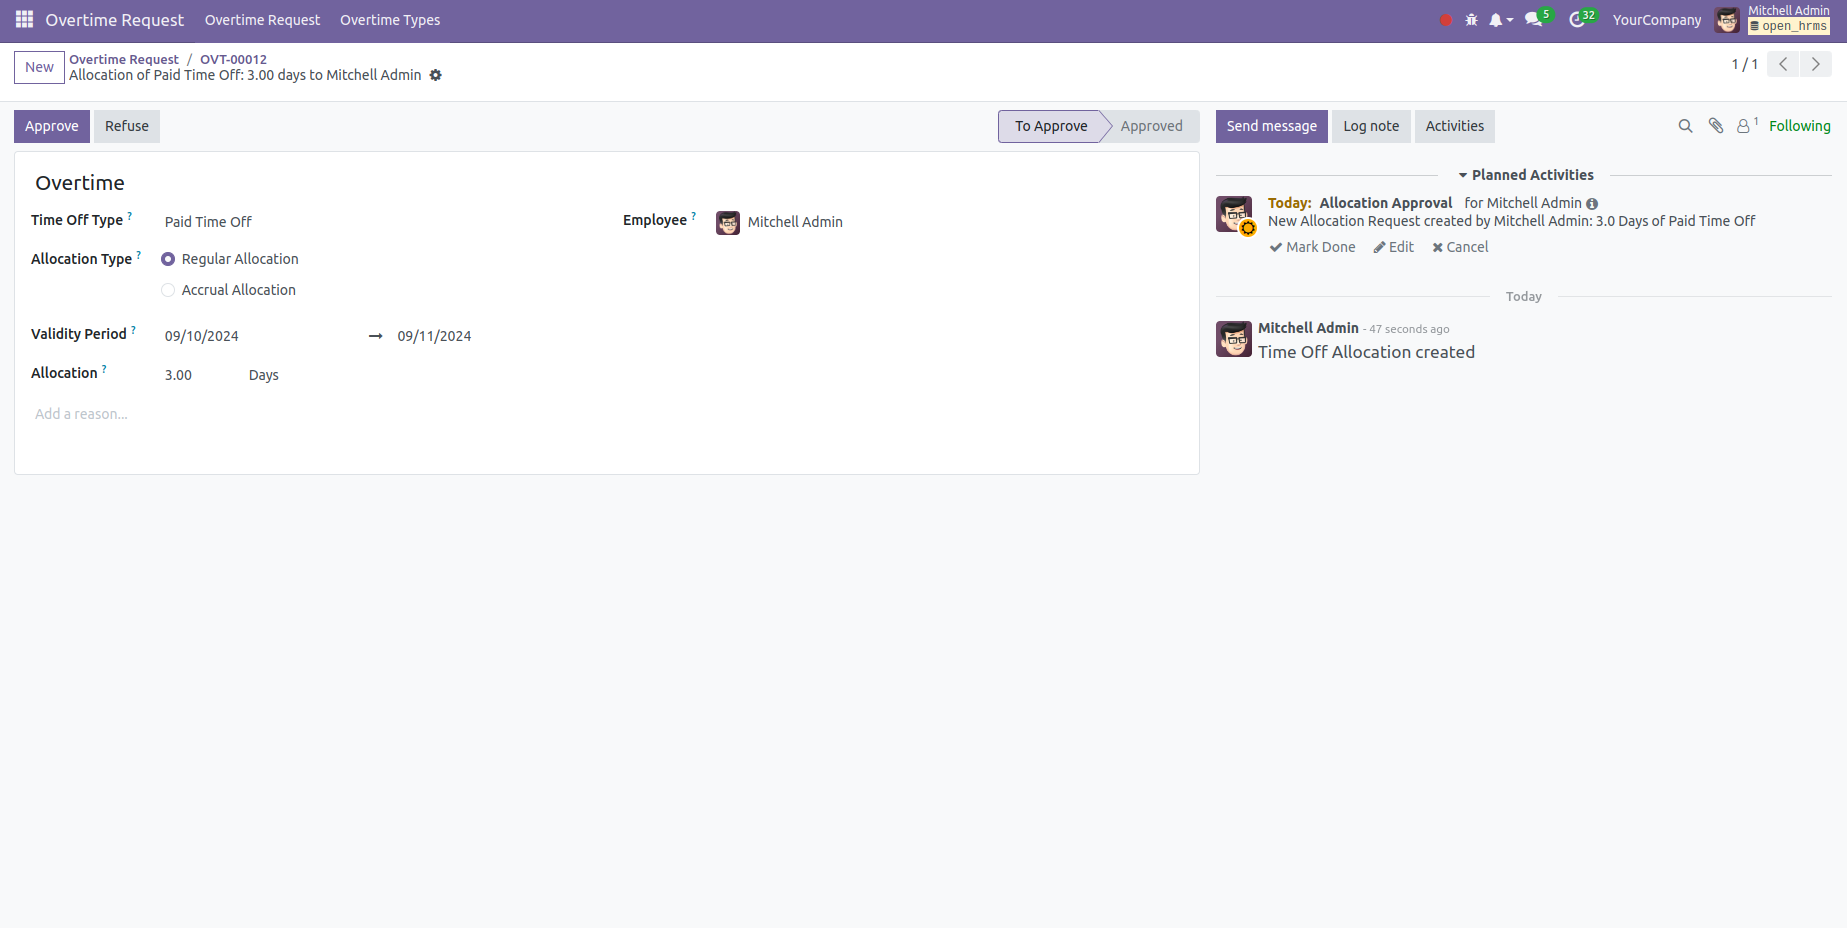 Overtime Request Overtime Request Overtime Types 5 32 YourCompany Mitchell Admin
open_hrms
New Overtime Request / OVT-00012 1 / 1
Allocation of Paid Time Off: 3.00 days to Mitchell Admin
Approve Refuse To Approve Approved Send message Log note Activities 1 Following
Overtime
Time Off Type ? Paid Time Off Employee ? Mitchell Admin
Allocation Type ? Regular Allocation
Accrual Allocation
Validity Period ? 09/10/2024 → 09/11/2024
Allocation ? 3.00 Days
Add a reason...
Planned Activities
Today: Allocation Approval for Mitchell Admin
New Allocation Request created by Mitchell Admin: 3.0 Days of Paid Time Off
Mark Done Edit Cancel
Today
Mitchell Admin - 47 seconds ago
Time Off Allocation created